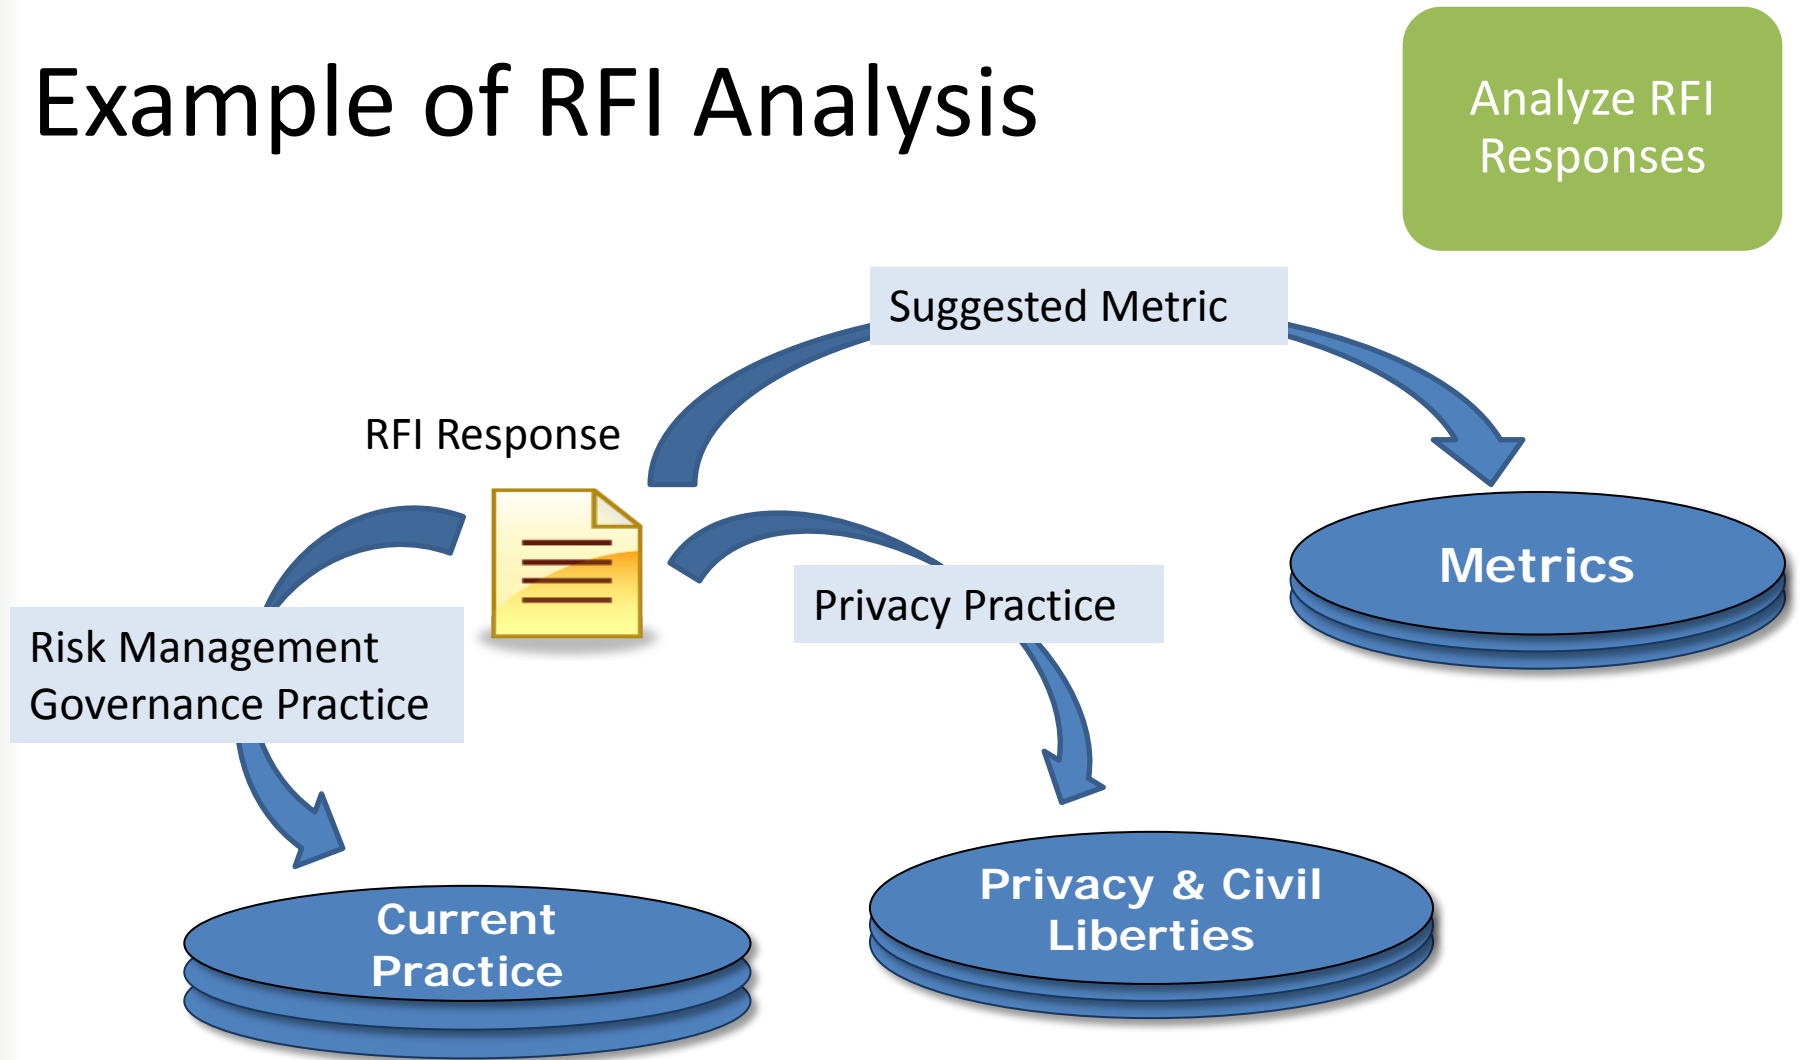 Example of RFI Analysis
Analyze RFI
Responses
Suggested Metric
RFI Response
Metrics
Privacy Practice
Risk Management
Governance Practice
Privacy & Civil
Liberties
Current
Practice